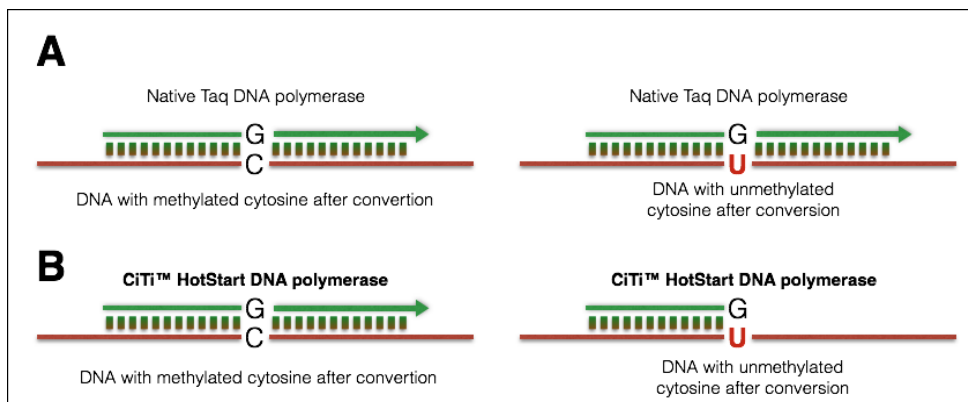 A
Native Taq DNA polymerase
G
C
DNA with methylated cytosine after convertion
Native Taq DNA polymerase
G
U
DNA with unmethylated
cytosine after conversion
B
CiTi™ HotStart DNA polymerase
G
C
DNA with methylated cytosine after convertion
CiTi™ HotStart DNA polymerase
G
U
DNA with unmethylated
cytosine after conversion